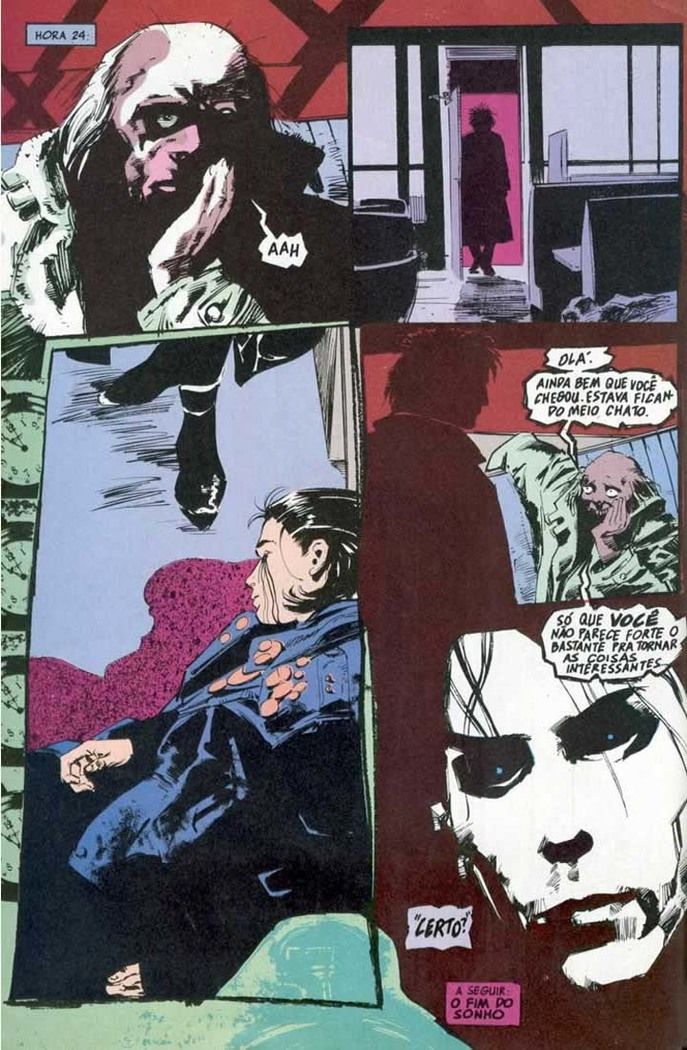 HORA 24:
AAH
OLÁ.
AINDA BEM QUE VOCÊ
CHEGOU. ESTAVA FICAN-
DO MEIO CHATO.
SÓ QUE VOCÊ
NÃO PARECE FORTE O
BASTANTE PRA TORNAR
AS COISAS
INTERESSANTES.
"CERTO?"
A SEGUIR:
O FIM DO
SONHO